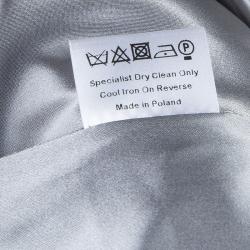 P
Specialist Dry Clean Only
Cool Iron On Reverse
Made in Poland